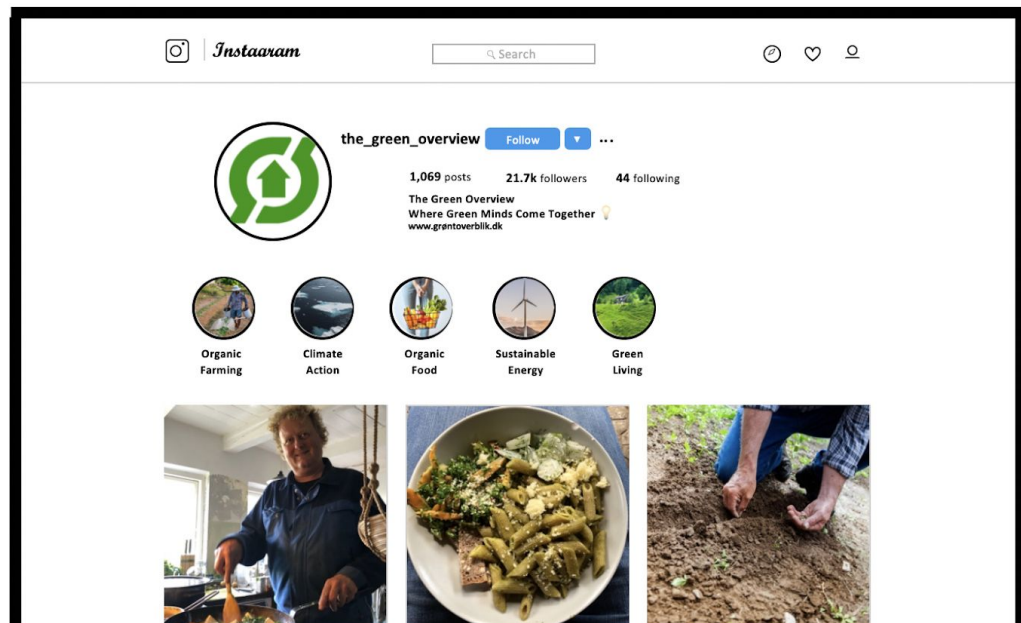 Instaaram
Search
the_green_overview Follow ...
1,069 posts 21.7k followers 44 following
The Green Overview
Where Green Minds Come Together 💡
www.grøntoverblik.dk
Organic Farming
Climate Action
Organic Food
Sustainable Energy
Green Living